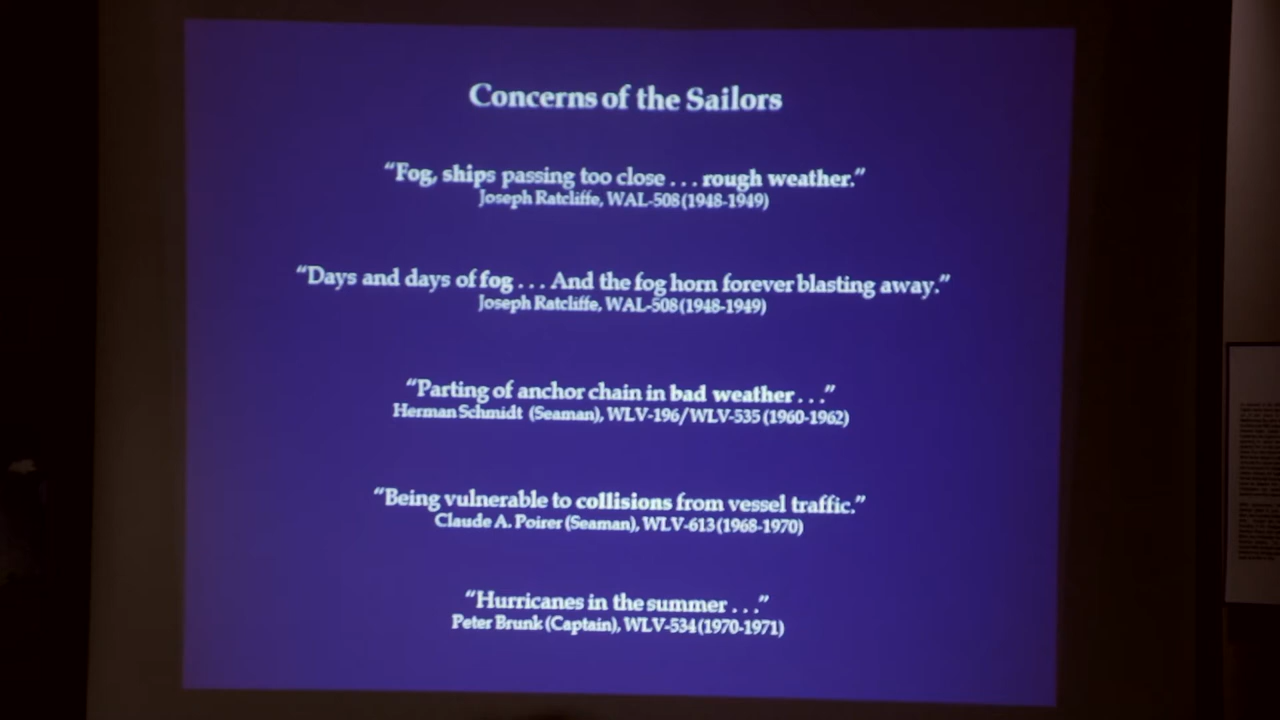 Concerns of the Sailors
“Fog, ships passing too close . . . rough weather.”
Joseph Ratcliffe, WAL-508 (1948-1949)
“Days and days of fog . . . And the fog horn forever blasting away.”
Joseph Ratcliffe, WAL-508 (1948-1949)
“Parting of anchor chain in bad weather . . .”
Herman Schmidt (Seaman), WLV-196/WLV-535 (1960-1962)
“Being vulnerable to collisions from vessel traffic.”
Claude A. Poirer (Seaman), WLV-613 (1968-1970)
“Hurricanes in the summer . . .”
Peter Brunk (Captain), WLV-534 (1970-1971)